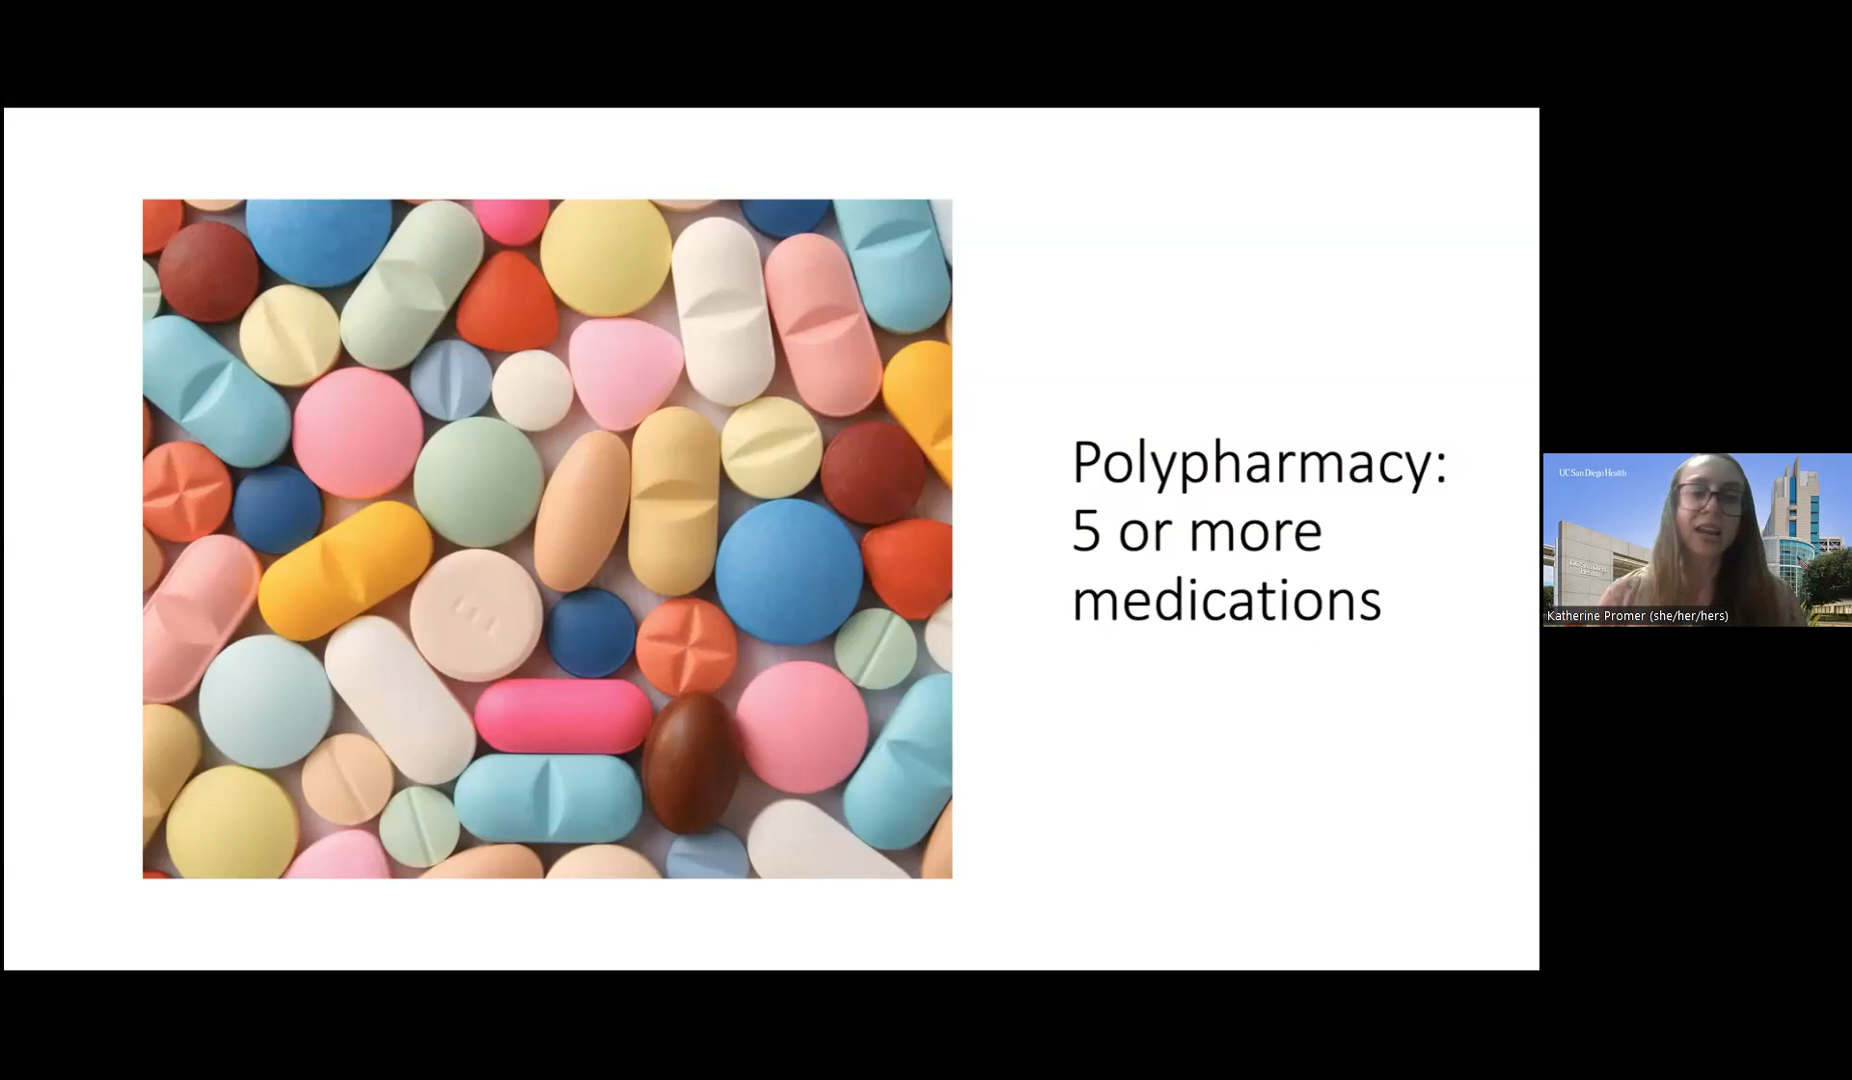 Polypharmacy:
5 or more
medications
UC San Diego Health
Katherine Promer (she/her/hers)